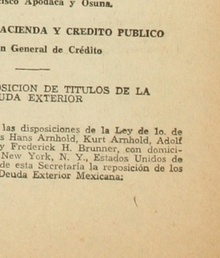 isco Apodaca y Osuna.
ACIENDA Y CREDITO PUBLICO
n General de Crédito
OSICION DE TITULOS DE LA
EUDA EXTERIOR
las disposiciones de la Ley de 1o. de
s Hans Arnhold, Kurt Arnhold, Adolf
y Frederick H. Brunner, con domici-
New York, N. Y., Estados Unidos de
de esta Secretaría la reposición de los
Deuda Exterior Mexicana: